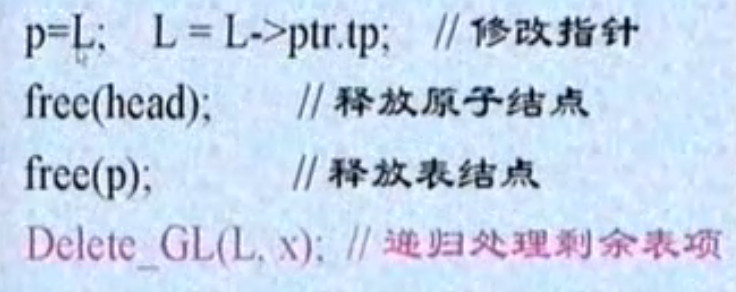 p=L;   L = L->ptr.tp;   // 修改指针
free(head);   // 释放原子结点
free(p);   // 释放表结点
Delete_GL(L, x);   // 递归处理剩余表项